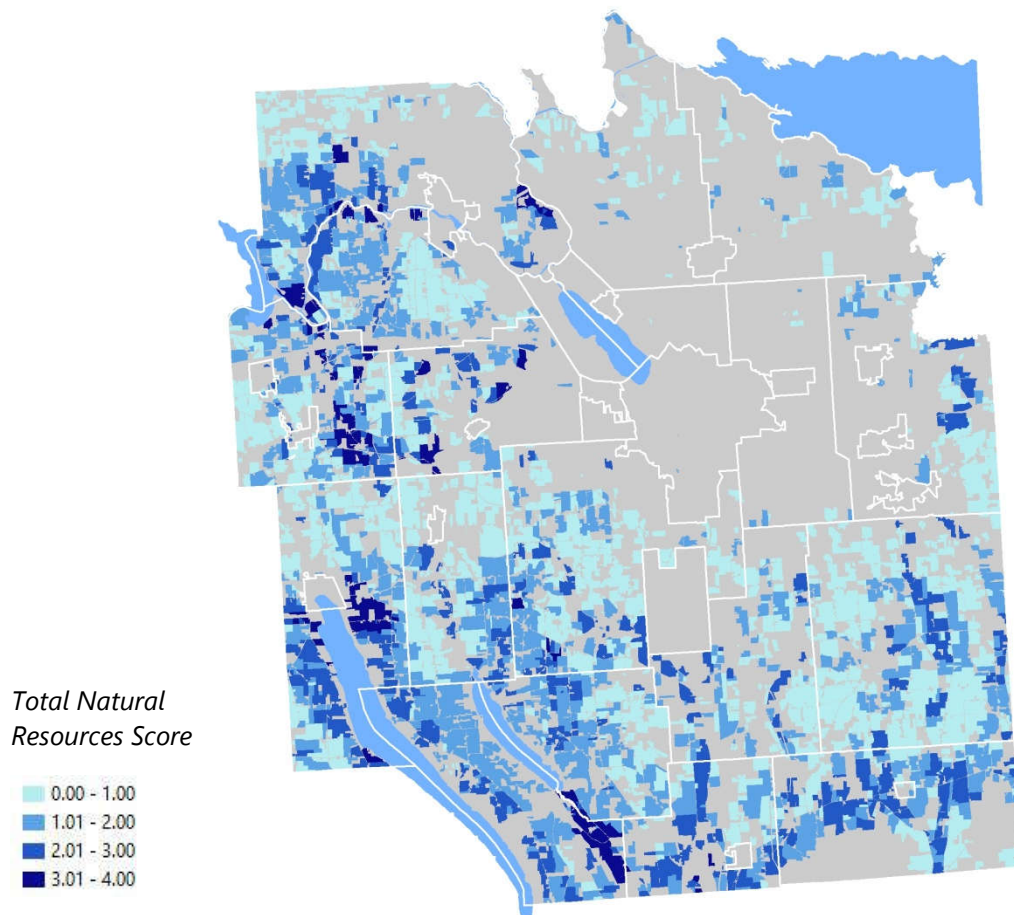 Total Natural
Resources Score
0.00 - 1.00
1.01 - 2.00
2.01 - 3.00
3.01 - 4.00